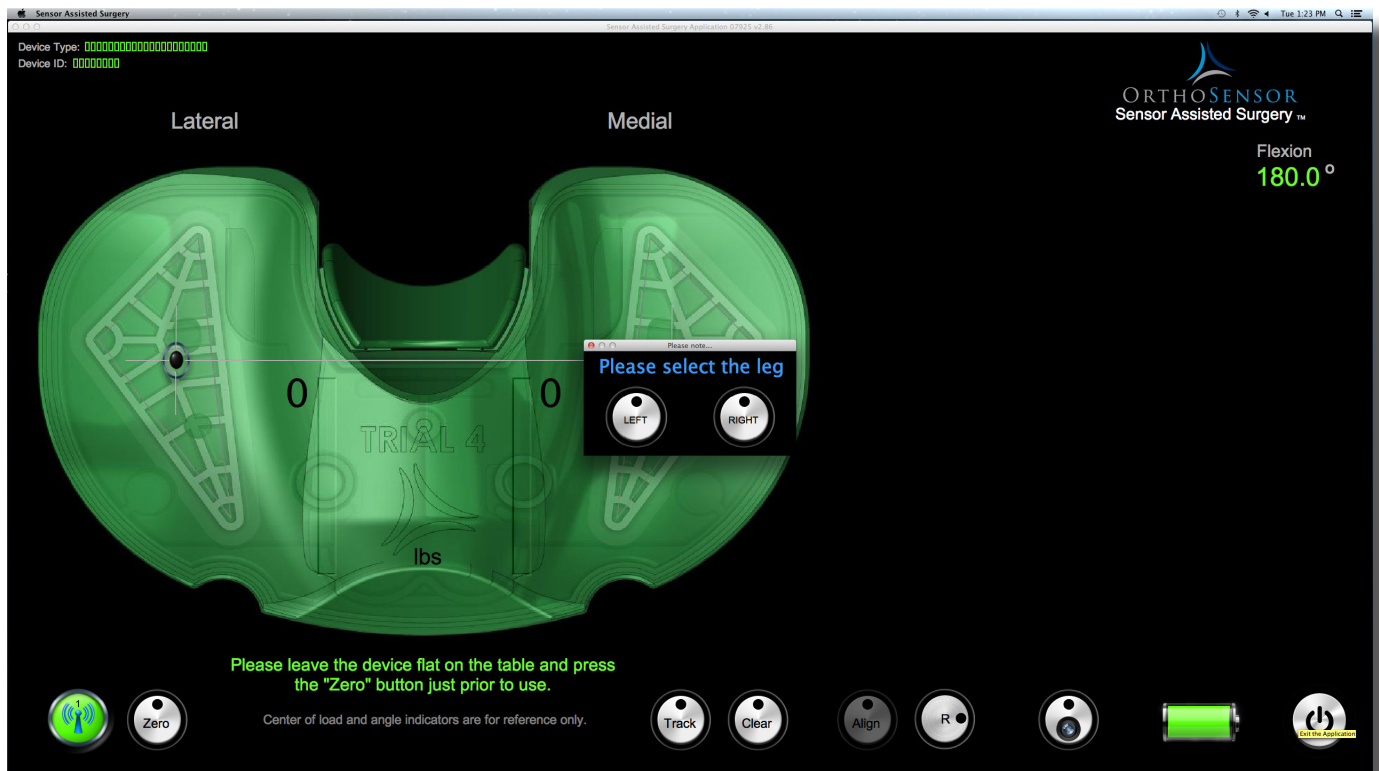 Sensor Assisted Surgery
Tue 1:23 PM
Sensor Assisted Surgery Application 07925 v2.86
Device Type:
Device ID:
ORTHOSENSOR
Sensor Assisted Surgery TM
Lateral
Medial
Flexion
180.0°
Please note...
Please select the leg
LEFT
RIGHT
0
0
TRIAL 4
lbs
Please leave the device flat on the table and press
the "Zero" button just prior to use.
Center of load and angle indicators are for reference only.
1
Zero
Track
Clear
Align
R
Exit the Application